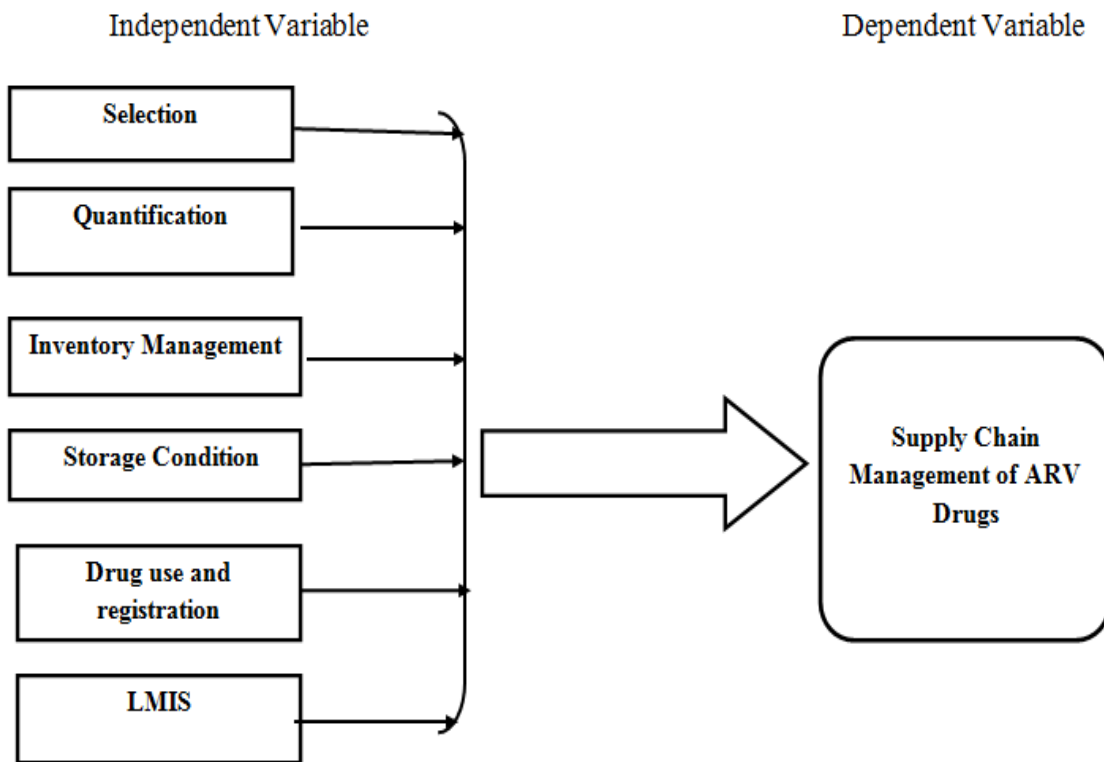 Independent Variable
Dependent Variable
Selection
Quantification
Inventory Management
Storage Condition
Drug use and
registration
LMIS
Supply Chain
Management of ARV
Drugs